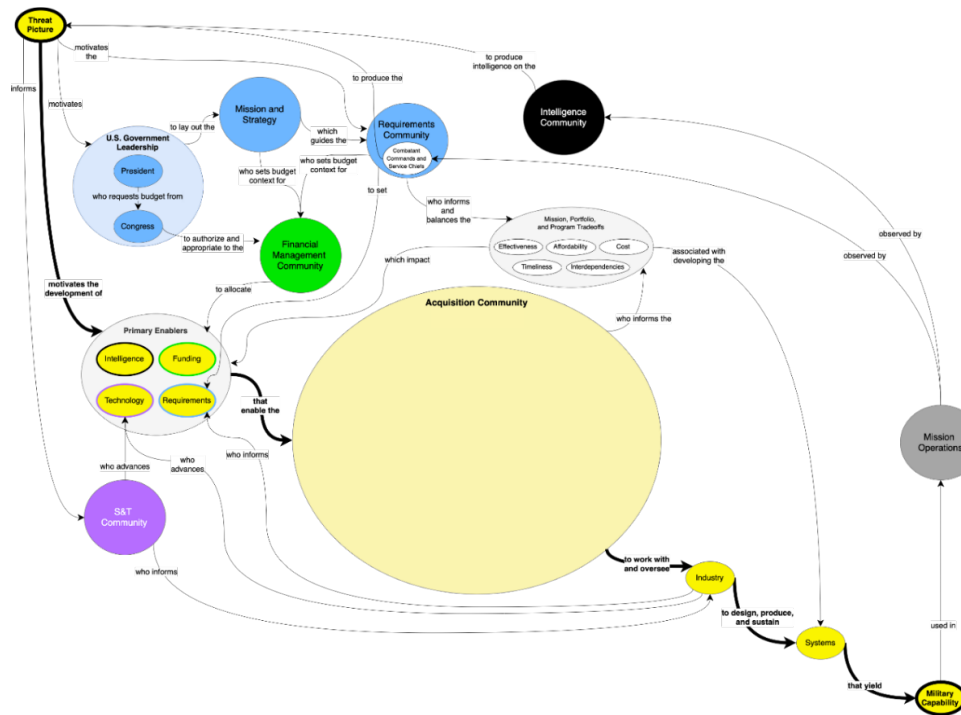 Threat
Picture
motivates
the
informs
motivates
to produce the
to produce
intelligence on the
Mission and
Strategy
to lay out the
which
guides the
Requirements
Community
Combatant
Commands and
Service Chiefs
Intelligence
Community
U.S. Government
Leadership
President
who requests budget from
Congress
who sets budget
context for
who sets budget
context for
to set
who informs
and
balances the
to authorize and
appropriate to the
Financial
Management
Community
Mission, Portfolio,
and Program Tradeoffs
Effectiveness
Affordability
Cost
Timeliness
Interdependencies
associated with
developing the
observed by
observed by
which impact
motivates the
development of
to allocate
Acquisition Community
who informs the
Primary Enablers
Intelligence
Funding
Technology
Requirements
that
enable the
who advances
who
advances
who informs
Mission
Operations
S&T
Community
who informs
to work with
and oversee
Industry
to design, produce,
and sustain
Systems
used in
that yield
Military
Capability